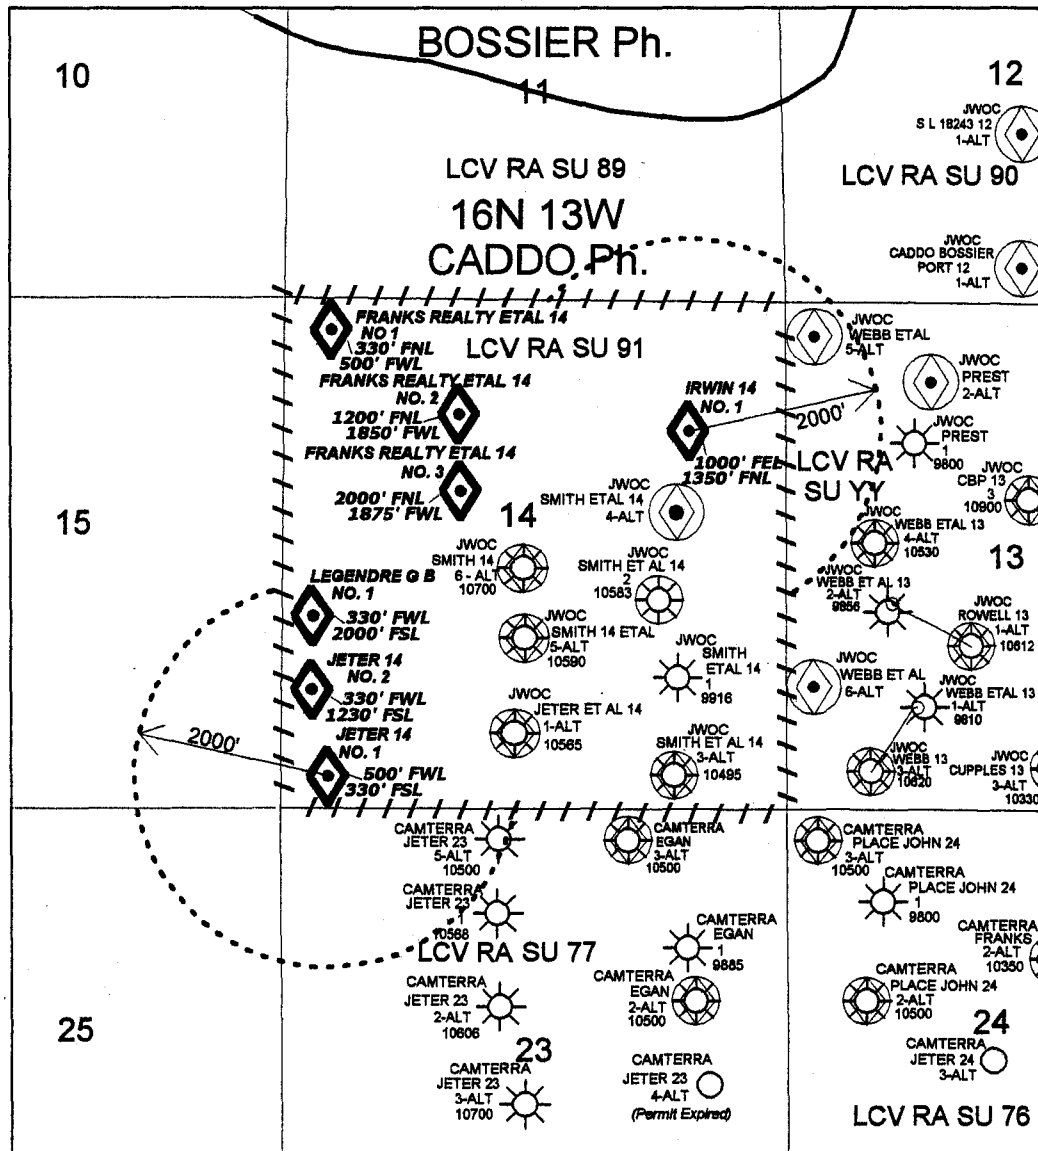 BOSSIER Ph.
10
11
12
JWOC
S L 18243 12
1-ALT
LCV RA SU 89
LCV RA SU 90
16N 13W
CADDO Ph.
JWOC
CADDO BOSSIER
PORT 12
1-ALT
FRANKS REALTY ETAL 14
NO 1
330' FNL
500' FWL
LCV RA SU 91
JWOC
WEBB ETAL
5-ALT
FRANKS REALTY ETAL 14
NO. 2
1200' FNL
1850' FWL
IRWIN 14
NO. 1
1000' FEL
1350' FNL
2000'
JWOC
PREST
2-ALT
JWOC
PREST
1
9800
FRANKS REALTY ETAL 14
NO. 3
2000' FNL
1875' FWL
LCV RA
SU YY
JWOC
CBP 13
3
10900
15
14
JWOC
SMITH ETAL 14
4-ALT
JWOC
WEBB ETAL 13
4-ALT
10530
13
JWOC
SMITH 14
6 - ALT
10700
JWOC
SMITH ET AL 14
2
10583
JWOC
WEBB ET AL 13
2-ALT
9856
LEGENDRE G B
NO. 1
330' FWL
2000' FSL
JWOC
SMITH 14 ETAL
5-ALT
10590
JWOC
ROWELL 13
1-ALT
10612
JETER 14
NO. 2
330' FWL
1230' FSL
JWOC
SMITH
ETAL 14
1
9916
JWOC
WEBB ET AL
6-ALT
JWOC
WEBB ETAL 13
1-ALT
9810
JWOC
JETER ET AL 14
1-ALT
10565
2000'
JETER 14
NO. 1
500' FWL
330' FSL
JWOC
SMITH ET AL 14
3-ALT
10495
JWOC
WEBB 13
3-ALT
10620
JWOC
CUPPLES 13
3-ALT
10330
CAMTERRA
JETER 23
5-ALT
10500
CAMTERRA
EGAN
3-ALT
10500
CAMTERRA
PLACE JOHN 24
3-ALT
10500
CAMTERRA
JETER 23
1
10568
CAMTERRA
PLACE JOHN 24
1
9800
LCV RA SU 77
CAMTERRA
EGAN
1
9885
CAMTERRA
FRANKS
2-ALT
10350
CAMTERRA
JETER 23
2-ALT
10606
CAMTERRA
EGAN
2-ALT
10500
CAMTERRA
PLACE JOHN 24
2-ALT
10500
25
23
24
CAMTERRA
JETER 23
3-ALT
10700
CAMTERRA
JETER 23
4-ALT
(Permit Expired)
CAMTERRA
JETER 24
3-ALT
LCV RA SU 76